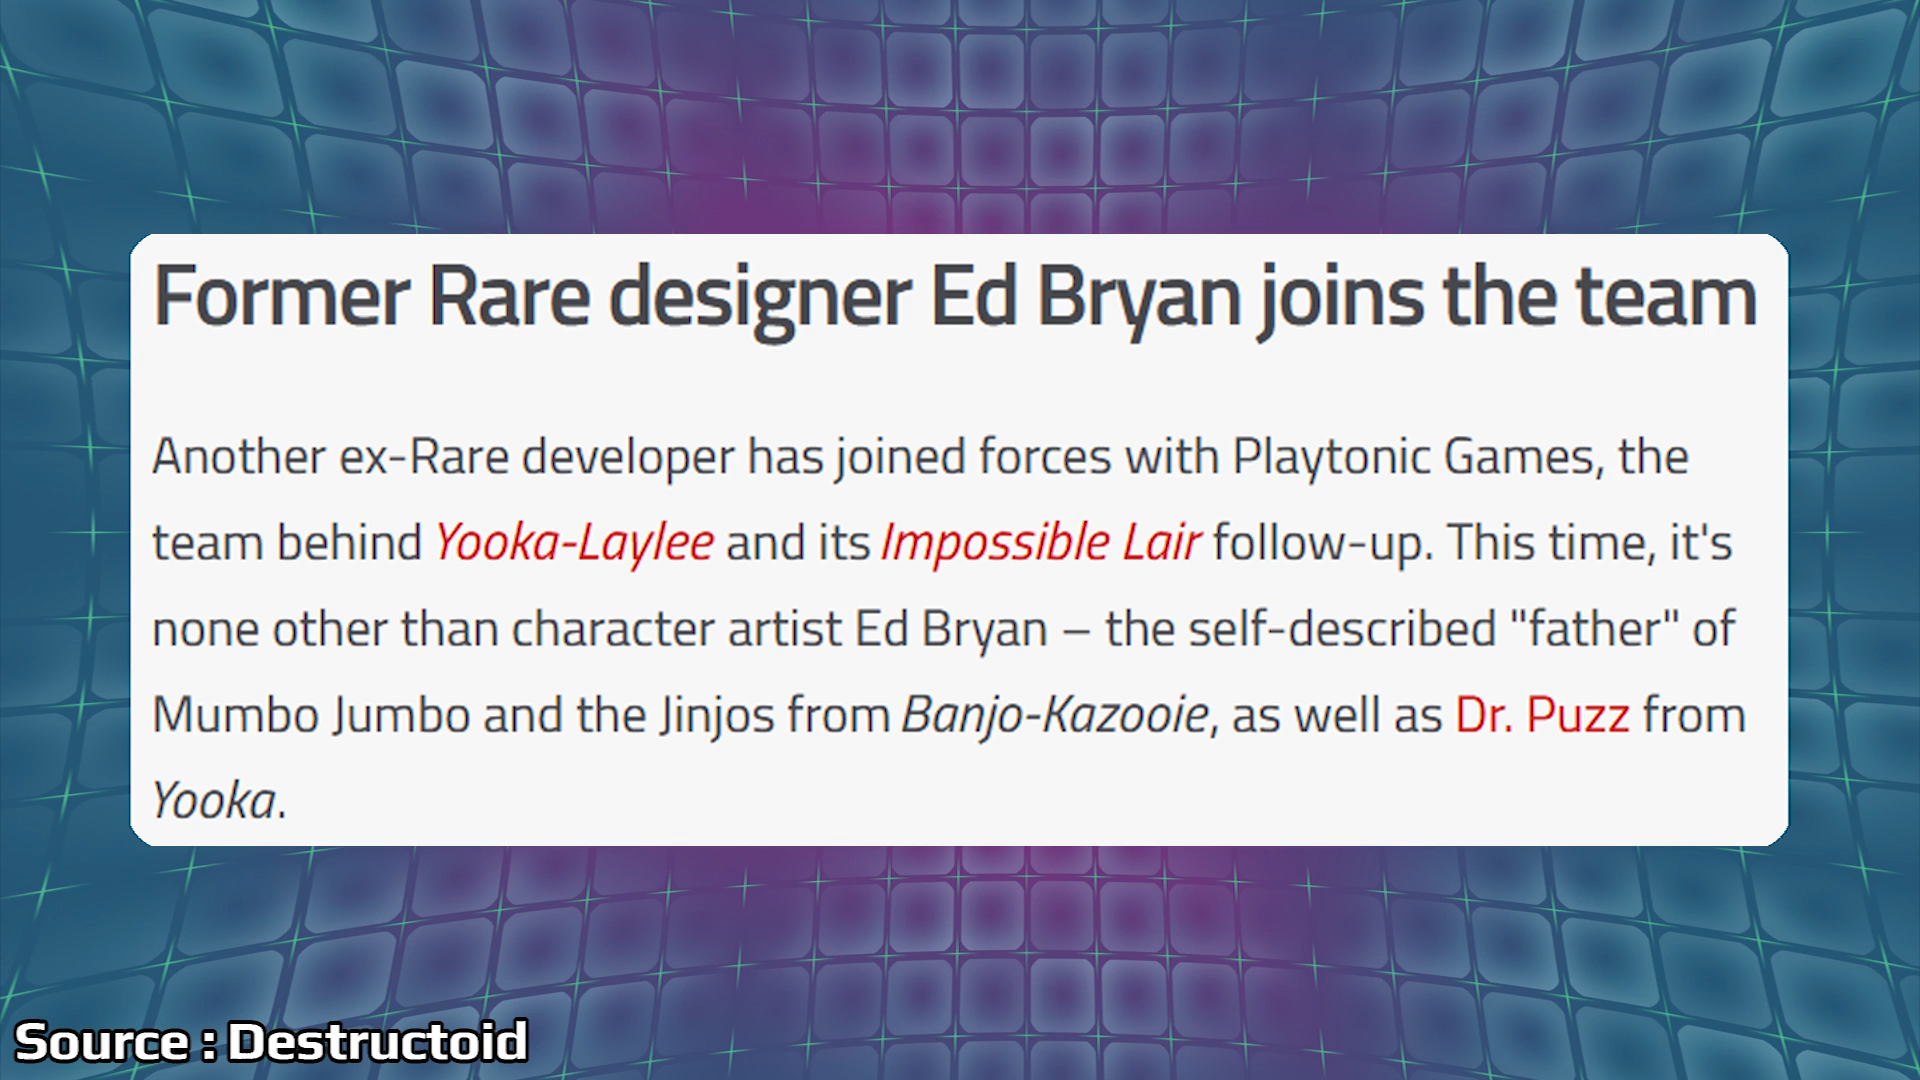 Former Rare designer Ed Bryan joins the team
Another ex-Rare developer has joined forces with Playtonic Games, the
team behind Yooka-Laylee and its Impossible Lair follow-up. This time, it's
none other than character artist Ed Bryan – the self-described "father" of
Mumbo Jumbo and the Jinjos from Banjo-Kazooie, as well as Dr. Puzz from
Yooka.
Source : Destructoid